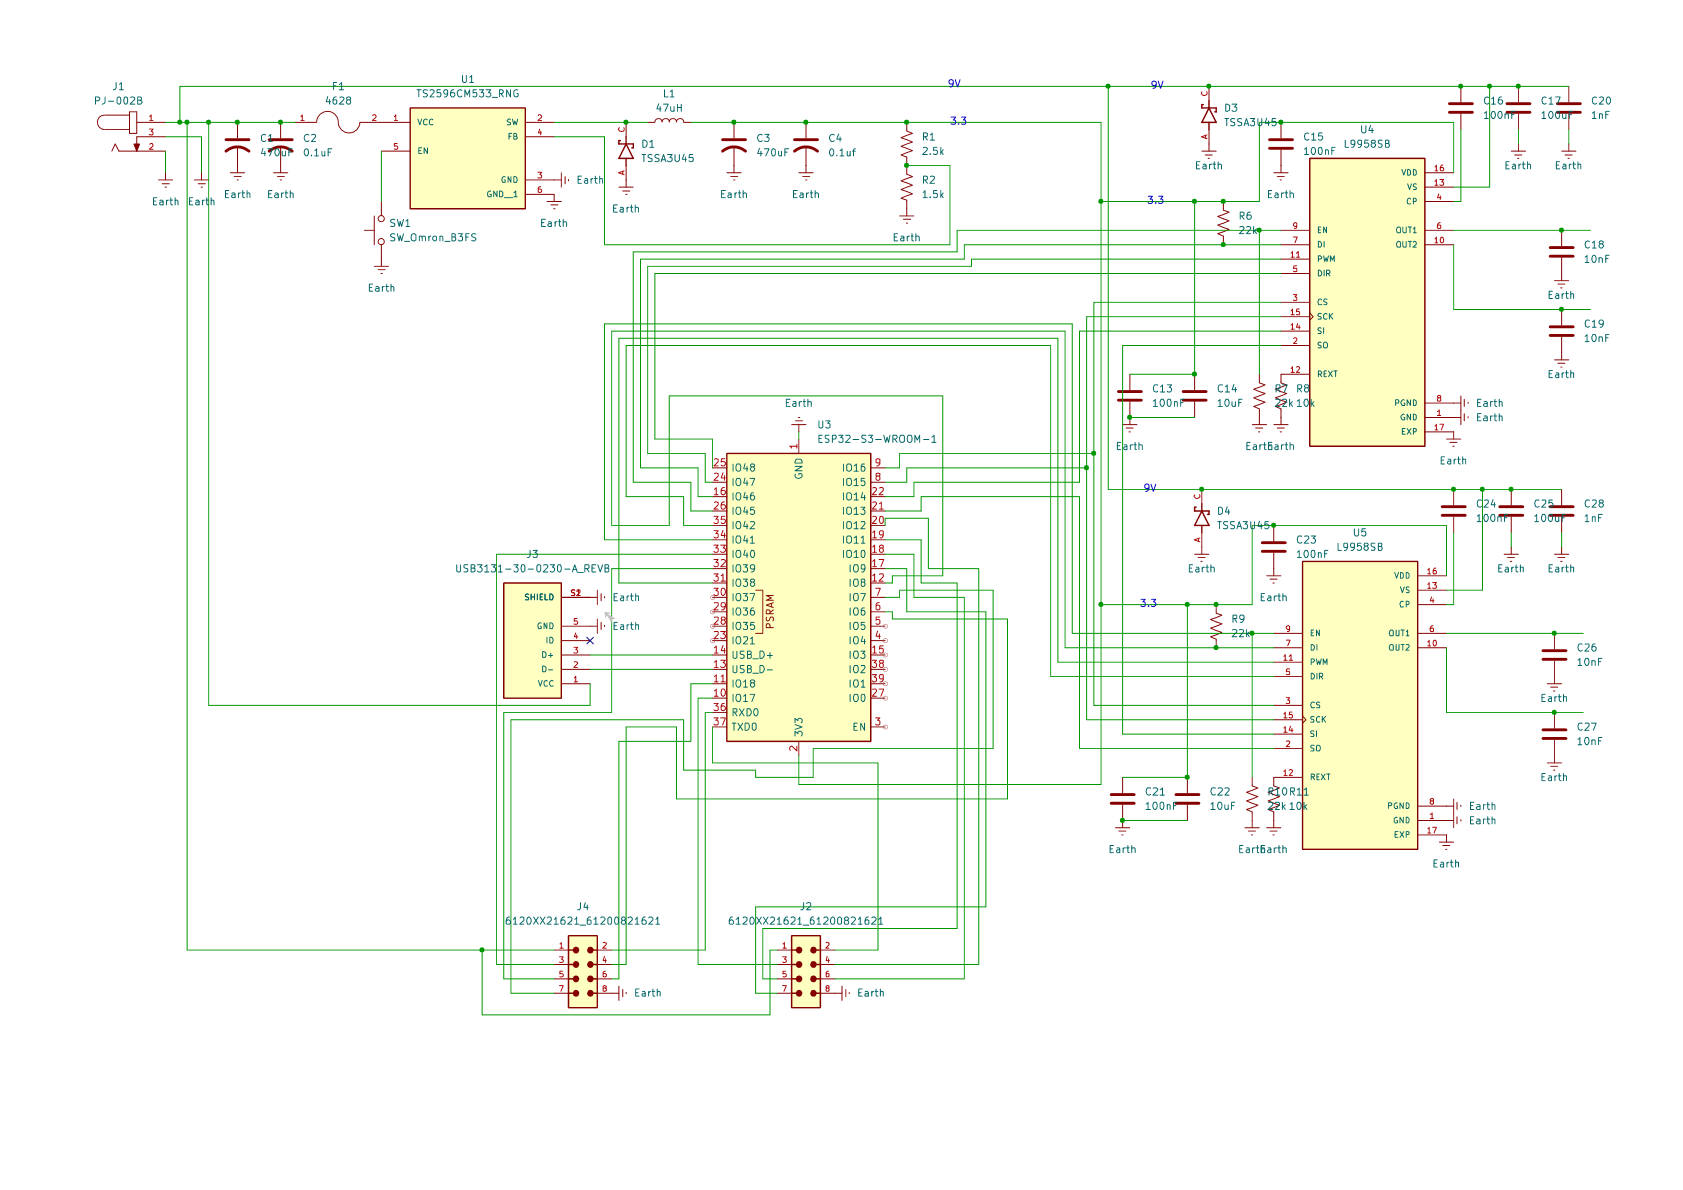 J1
PJ-002B
1
3
2
Earth
Earth
C1
470uF
Earth
C2
0.1uF
Earth
F1
4628
1
2
U1
TS2596CM533_RNG
1
VCC
5
EN
SW
2
FB
4
GND
3
GND__1
6
Earth
Earth
SW1
SW_Omron_B3FS
Earth
C
A
D1
TSSA3U45
Earth
L1
47uH
C3
470uF
Earth
C4
0.1uf
Earth
R1
2.5k
R2
1.5k
Earth
9V
3.3
9V
C
A
D3
TSSA3U45
Earth
C15
100nF
Earth
C16
100nF
C17
100uF
Earth
C20
1nF
Earth
3.3
R6
22k
U4
L9958SB
9
EN
7
DI
11
PWM
5
DIR
3
CS
15
SCK
14
SI
2
SO
12
REXT
VDD
16
VS
13
CP
4
OUT1
6
OUT2
10
PGND
8
GND
1
EXP
17
Earth
Earth
Earth
C18
10nF
Earth
C19
10nF
Earth
C13
100nF
Earth
C14
10uF
R7
22k
Earth
R8
10k
Earth
Earth
U3
ESP32-S3-WROOM-1
1
GND
25
IO48
24
IO47
16
IO46
26
IO45
35
IO42
34
IO41
33
IO40
32
IO39
31
IO38
30
IO37
29
IO36
28
IO35
23
IO21
14
USB_D+
13
USB_D-
11
IO18
10
IO17
36
RXD0
37
TXD0
PSRAM
IO16
9
IO15
8
IO14
22
IO13
21
IO12
20
IO11
19
IO10
18
IO9
17
IO8
12
IO7
7
IO6
6
IO5
5
IO4
4
IO3
15
IO2
38
IO1
39
IO0
27
EN
3
3V3
2
J3
USB3131-30-0230-A_REVB
SHIELD
Earth
GND
5
Earth
ID
4
D+
3
D-
2
VCC
1
9V
C
A
D4
TSSA3U45
Earth
C23
100nF
Earth
C24
100nF
C25
100uF
Earth
C28
1nF
Earth
3.3
R9
22k
U5
L9958SB
9
EN
7
DI
11
PWM
5
DIR
3
CS
15
SCK
14
SI
2
SO
12
REXT
VDD
16
VS
13
CP
4
OUT1
6
OUT2
10
PGND
8
GND
1
EXP
17
Earth
Earth
Earth
C26
10nF
Earth
C27
10nF
Earth
C21
100nF
Earth
C22
10uF
R10
22k
Earth
R11
10k
Earth
J4
6120XX21621_61200821621
1
2
3
4
5
6
7
8
Earth
J2
6120XX21621_61200821621
1
2
3
4
5
6
7
8
Earth